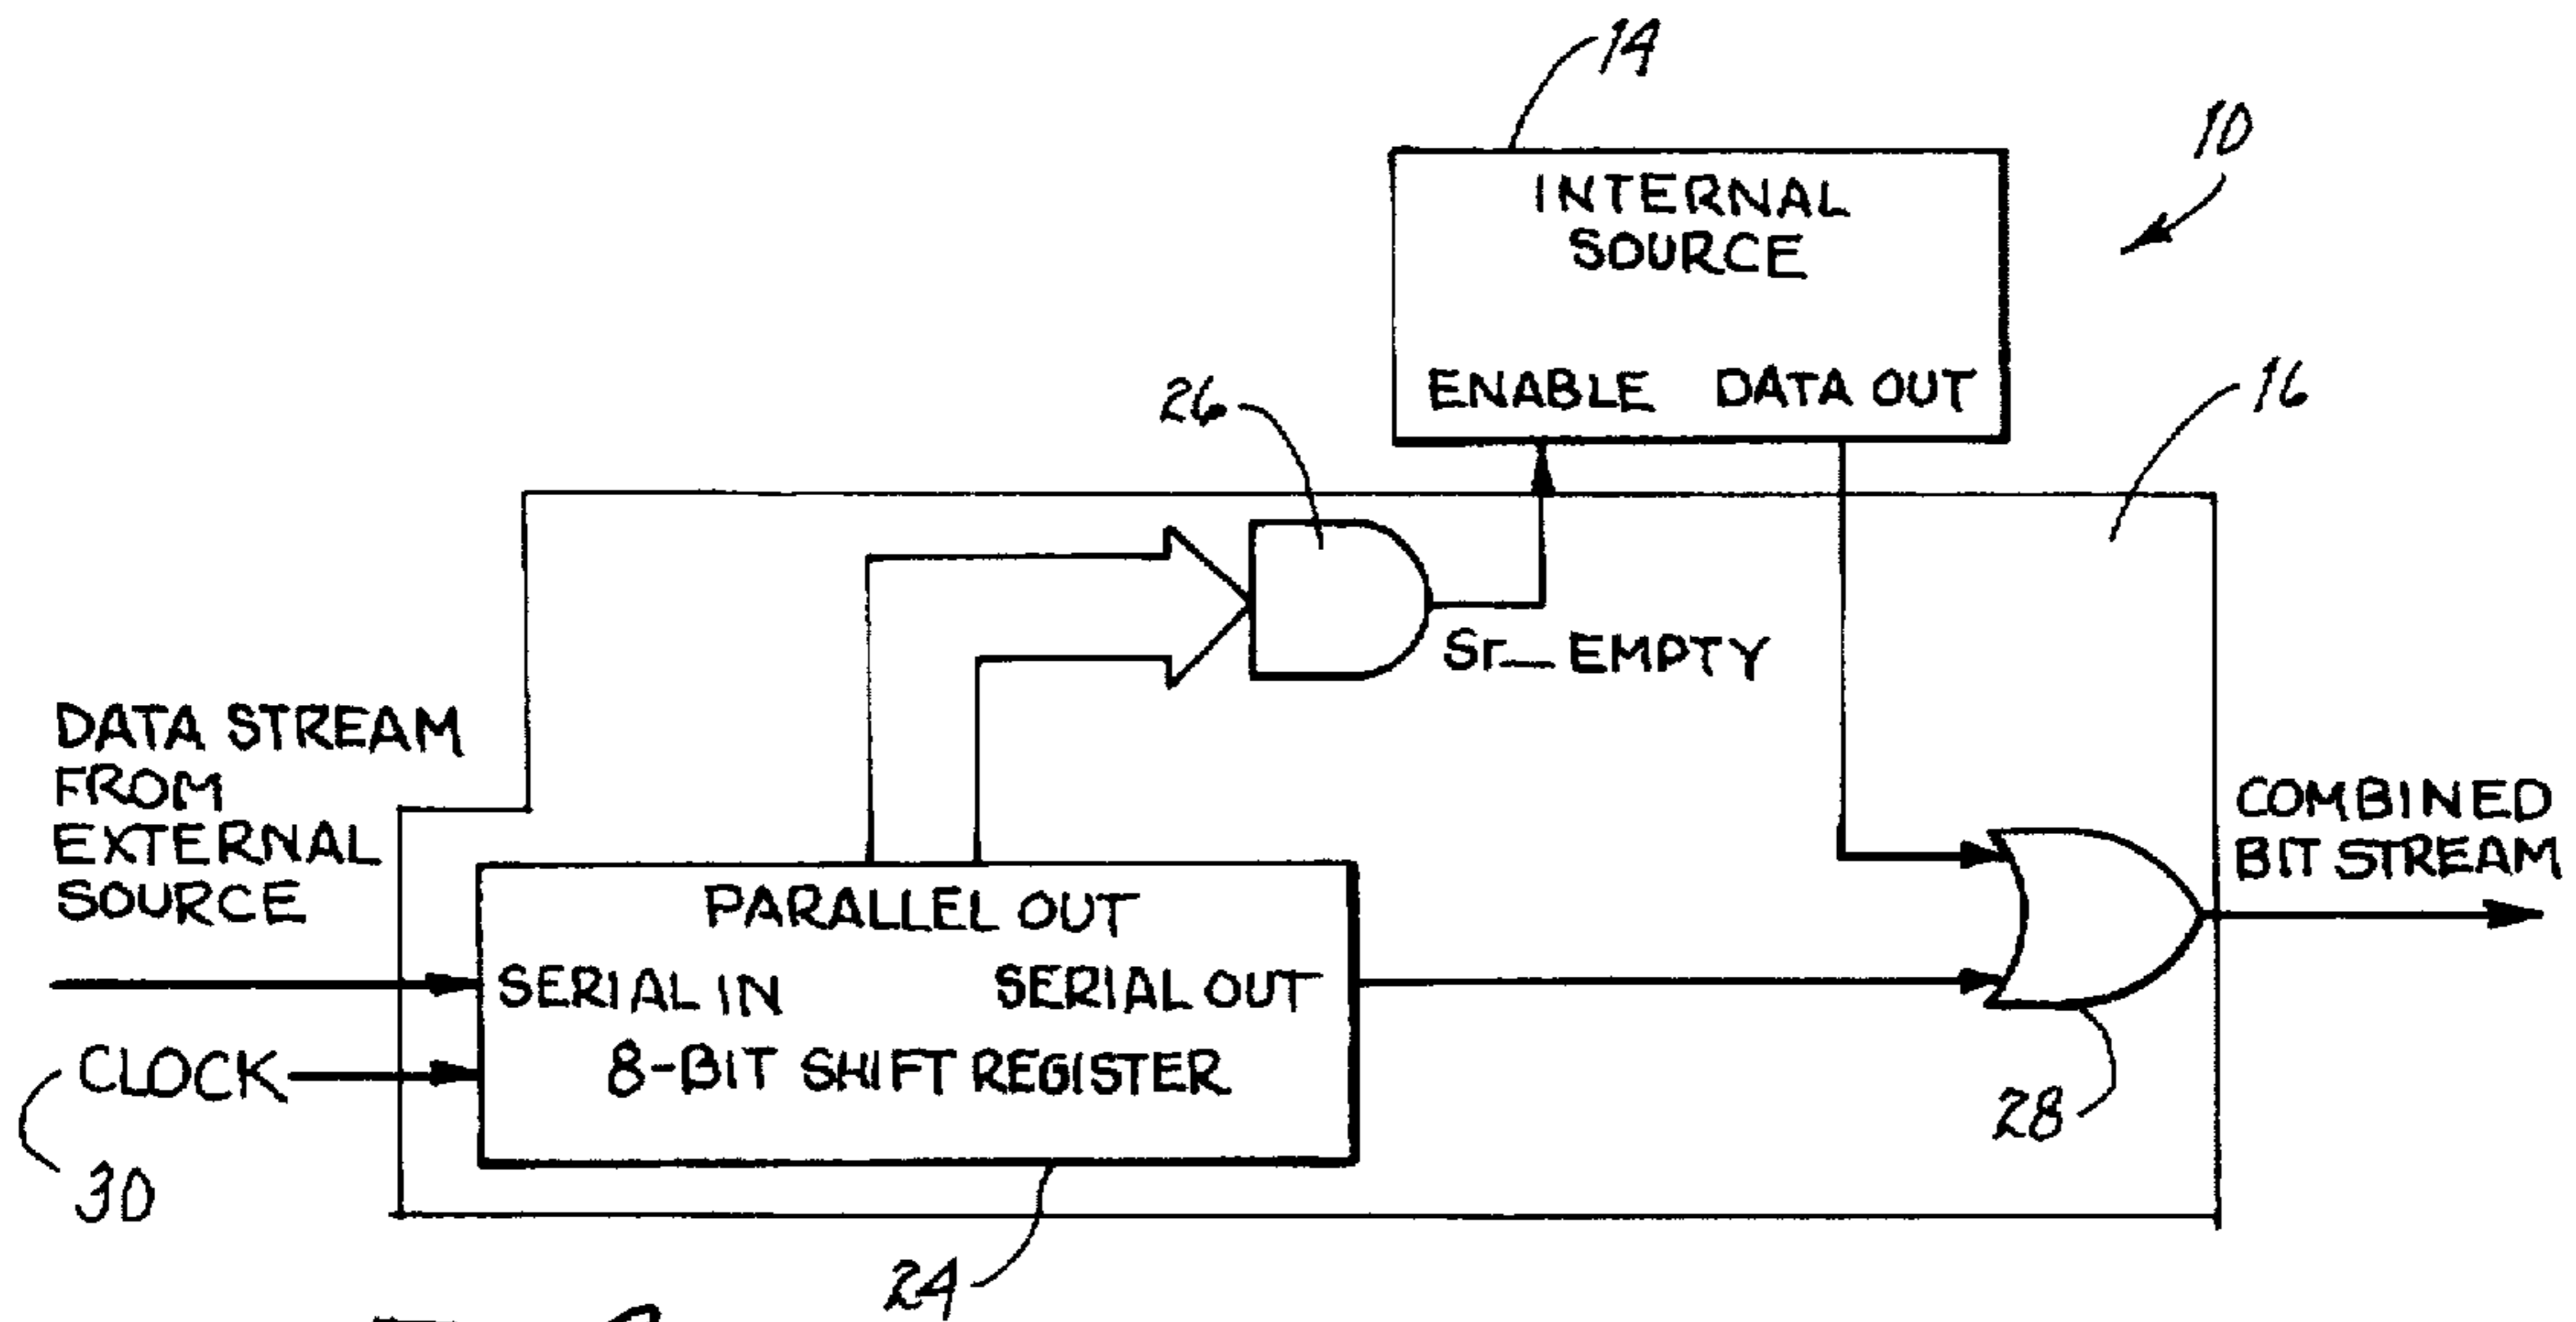 14
10
INTERNAL
SOURCE
ENABLE DATA OUT
26
16
Sr_EMPTY
DATA STREAM
FROM
EXTERNAL
SOURCE
COMBINED
BIT STREAM
PARALLEL OUT
SERIAL IN SERIAL OUT
8-BIT SHIFT REGISTER
CLOCK
30
28
24